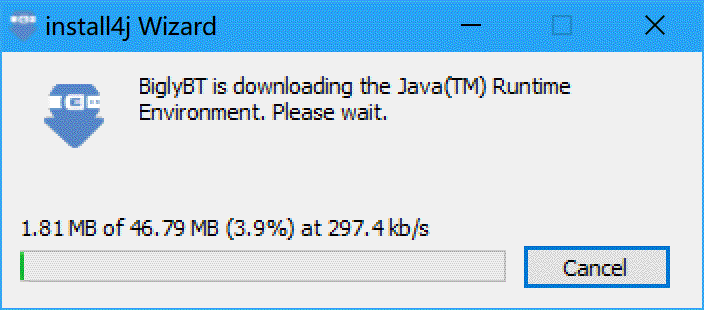 install4j Wizard
BiglyBT is downloading the Java(TM) Runtime
Environment. Please wait.
1.81 MB of 46.79 MB (3.9%) at 297.4 kb/s
Cancel